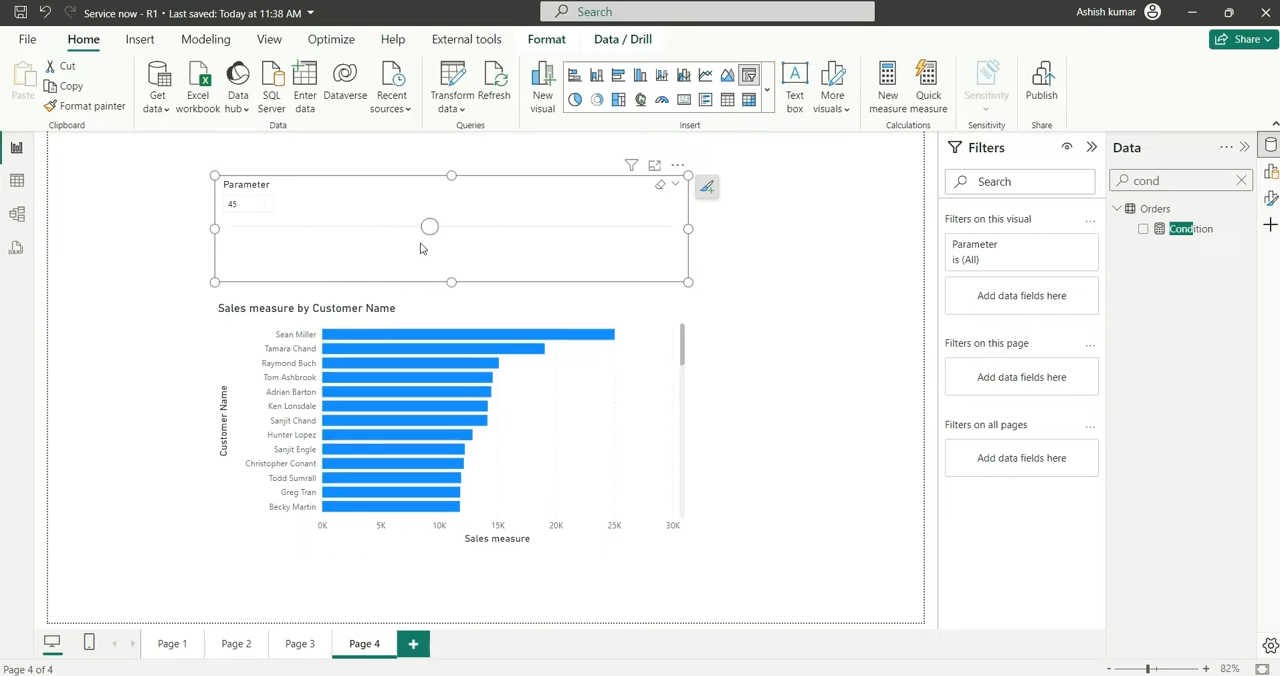 Service now - R1 • Last saved: Today at 11:38 AM
Search
Ashish kumar
File
Home
Insert
Modeling
View
Optimize
Help
External tools
Format
Data / Drill
Share
Paste
Cut
Copy
Format painter
Clipboard
Get data
Excel workbook
Data hub
SQL Server
Enter data
Dataverse
Recent sources
Data
Transform data
Refresh
Queries
New visual
Text box
More visuals
Insert
New measure
Quick measure
Calculations
Sensitivity
Sensitivity
Publish
Share
Parameter
45
Sales measure by Customer Name
Customer Name
Sean Miller
Tamara Chand
Raymond Buch
Tom Ashbrook
Adrian Barton
Ken Lonsdale
Sanjit Chand
Hunter Lopez
Sanjit Engle
Christopher Conant
Todd Sumrall
Greg Tran
Becky Martin
0K 5K 10K 15K 20K 25K 30K
Sales measure
Filters
Search
Filters on this visual
Parameter
is (All)
Add data fields here
Filters on this page
Add data fields here
Filters on all pages
Add data fields here
Data
cond
Orders
Condition
Page 1
Page 2
Page 3
Page 4
Page 4 of 4
82%